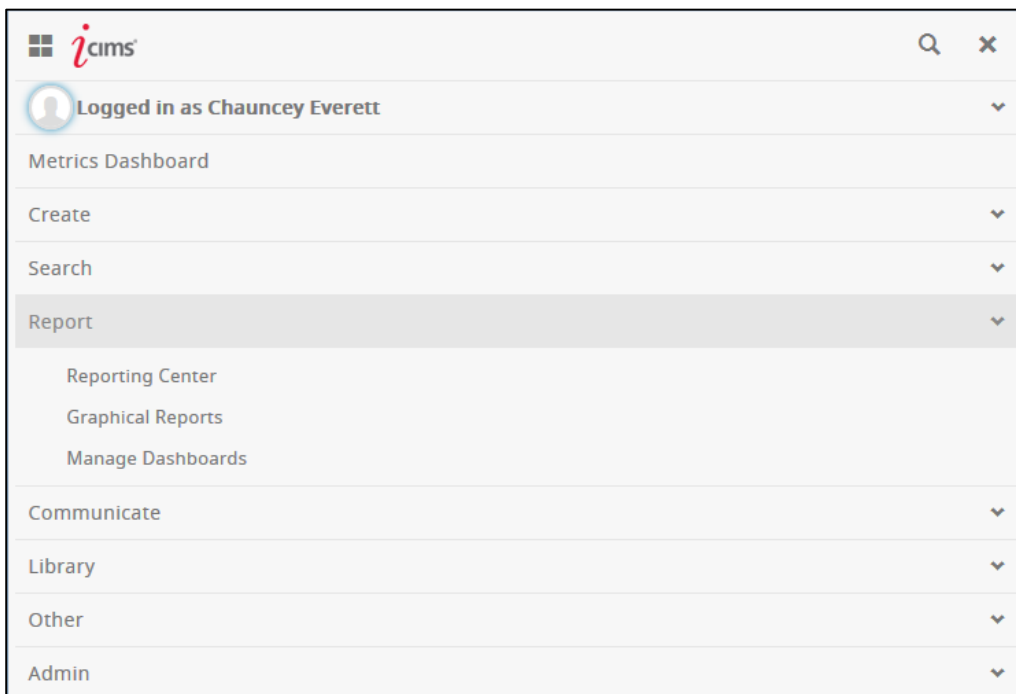 icims
Logged in as Chauncey Everett
Metrics Dashboard
Create
Search
Report
Reporting Center
Graphical Reports
Manage Dashboards
Communicate
Library
Other
Admin